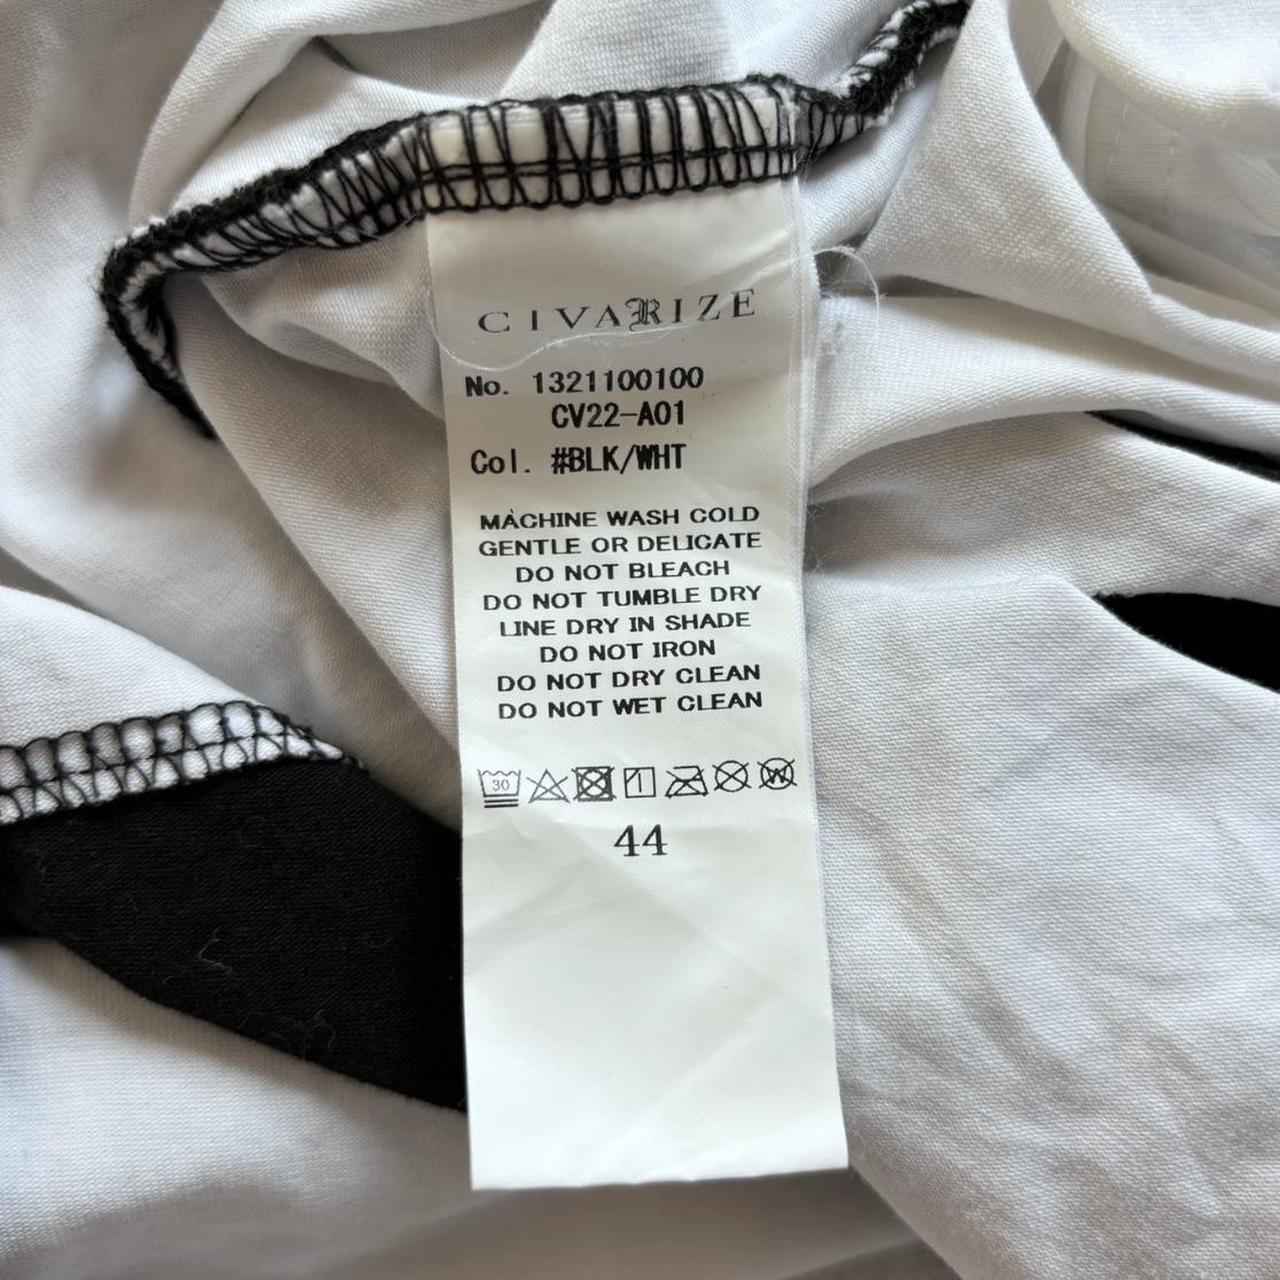 CIVARIZE
No. 1321100100
CV22-A01
Col. #BLK/WHT
MACHINE WASH COLD
GENTLE OR DELICATE
DO NOT BLEACH
DO NOT TUMBLE DRY
LINE DRY IN SHADE
DO NOT IRON
DO NOT DRY CLEAN
DO NOT WET CLEAN
30 W
44